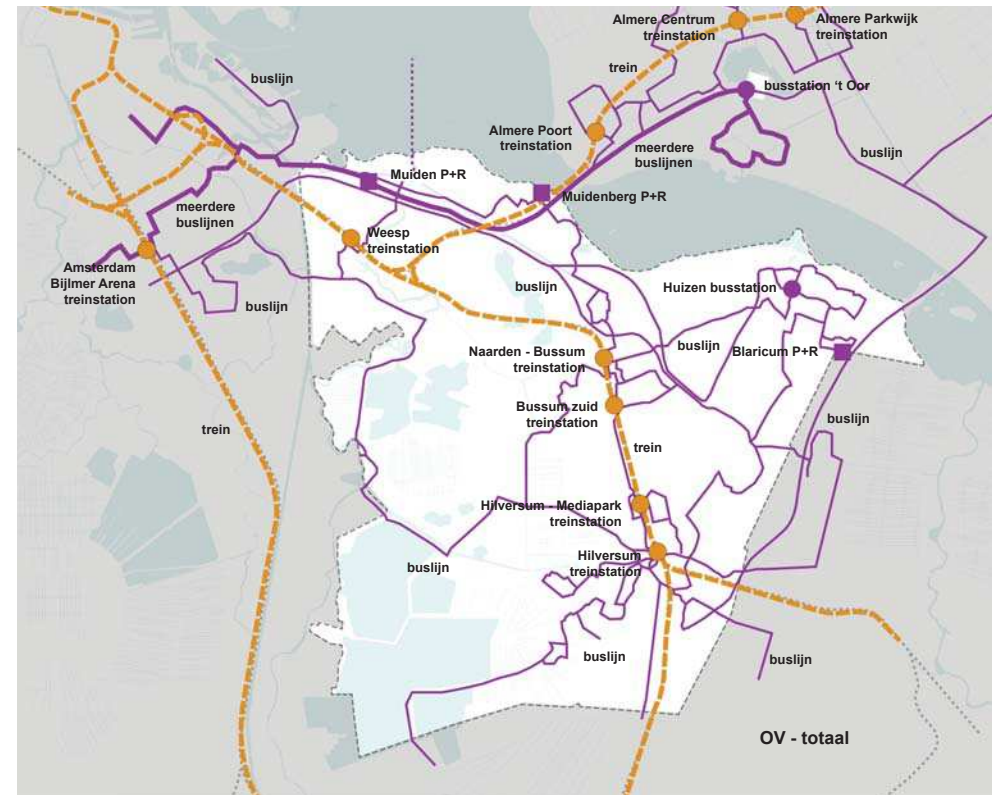 Almere Centrum
treinstation
Almere Parkwijk
treinstation
trein
buslijn
busstation ‘t Oor
Almere Poort
treinstation
meerdere
buslijnen
buslijn
Muiden P+R
Muidenberg P+R
meerdere
buslijnen
Weesp
treinstation
Amsterdam
Bijlmer Arena
treinstation
buslijn
buslijn
Huizen busstation
Naarden - Bussum
treinstation
buslijn
Blaricum P+R
Bussum zuid
treinstation
buslijn
trein
trein
Hilversum - Mediapark
treinstation
Hilversum
treinstation
buslijn
buslijn
buslijn
OV - totaal